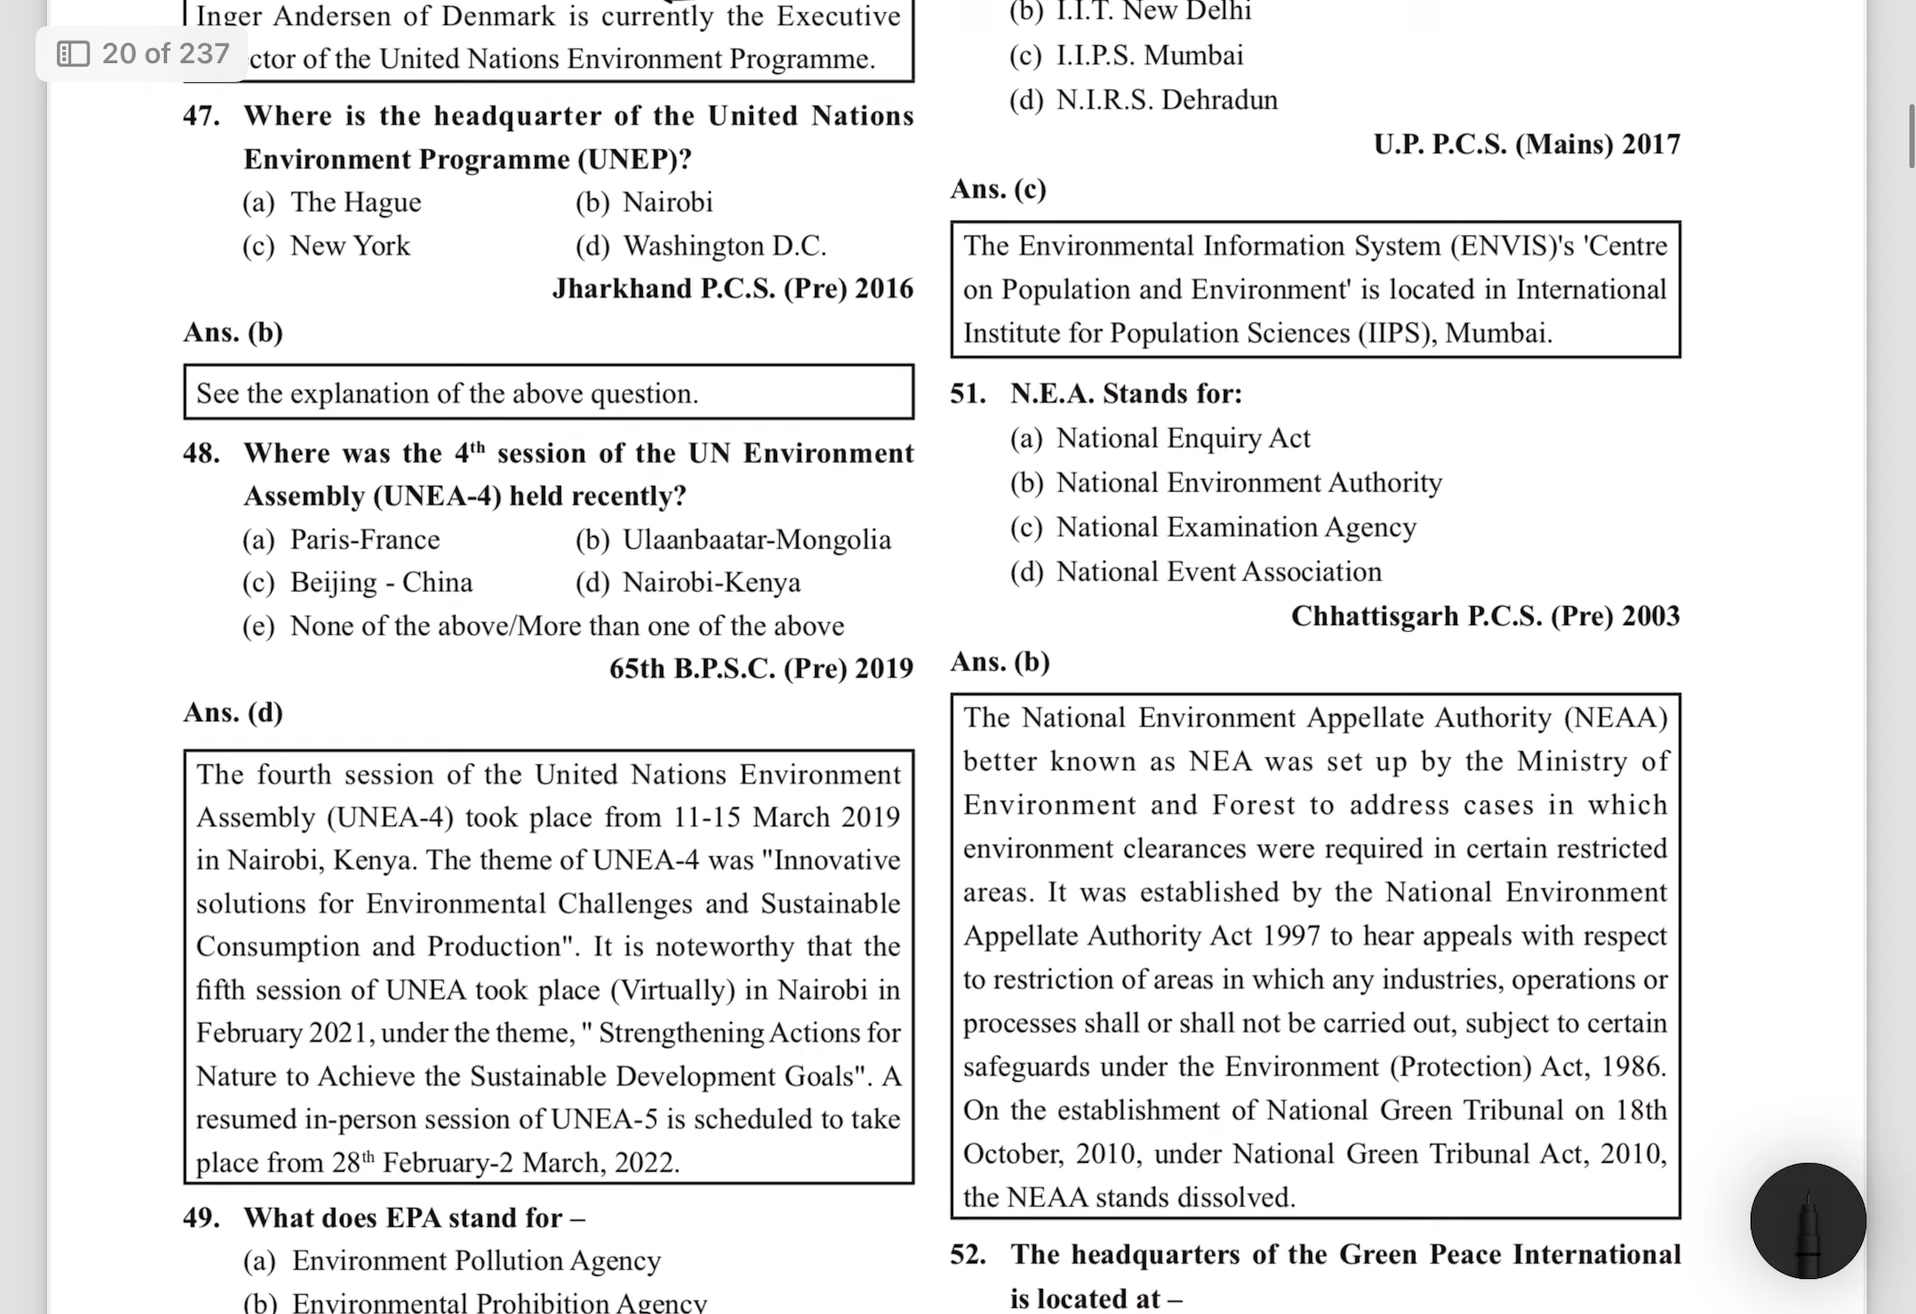 Inger Andersen of Denmark is currently the Executive
20 of 237
ctor of the United Nations Environment Programme.
47. Where is the headquarter of the United Nations
Environment Programme (UNEP)?
(a) The Hague (b) Nairobi
(c) New York (d) Washington D.C.
Jharkhand P.C.S. (Pre) 2016
Ans. (b)
See the explanation of the above question.
48. Where was the 4th session of the UN Environment
Assembly (UNEA-4) held recently?
(a) Paris-France (b) Ulaanbaatar-Mongolia
(c) Beijing - China (d) Nairobi-Kenya
(e) None of the above/More than one of the above
65th B.P.S.C. (Pre) 2019
Ans. (d)
The fourth session of the United Nations Environment
Assembly (UNEA-4) took place from 11-15 March 2019
in Nairobi, Kenya. The theme of UNEA-4 was "Innovative
solutions for Environmental Challenges and Sustainable
Consumption and Production". It is noteworthy that the
fifth session of UNEA took place (Virtually) in Nairobi in
February 2021, under the theme, " Strengthening Actions for
Nature to Achieve the Sustainable Development Goals". A
resumed in-person session of UNEA-5 is scheduled to take
place from 28th February-2 March, 2022.
49. What does EPA stand for –
(a) Environment Pollution Agency
(b) Environmental Prohibition Agency
(b) I.I.T. New Delhi
(c) I.I.P.S. Mumbai
(d) N.I.R.S. Dehradun
U.P. P.C.S. (Mains) 2017
Ans. (c)
The Environmental Information System (ENVIS)'s 'Centre
on Population and Environment' is located in International
Institute for Population Sciences (IIPS), Mumbai.
51. N.E.A. Stands for:
(a) National Enquiry Act
(b) National Environment Authority
(c) National Examination Agency
(d) National Event Association
Chhattisgarh P.C.S. (Pre) 2003
Ans. (b)
The National Environment Appellate Authority (NEAA)
better known as NEA was set up by the Ministry of
Environment and Forest to address cases in which
environment clearances were required in certain restricted
areas. It was established by the National Environment
Appellate Authority Act 1997 to hear appeals with respect
to restriction of areas in which any industries, operations or
processes shall or shall not be carried out, subject to certain
safeguards under the Environment (Protection) Act, 1986.
On the establishment of National Green Tribunal on 18th
October, 2010, under National Green Tribunal Act, 2010,
the NEAA stands dissolved.
52. The headquarters of the Green Peace International
is located at –